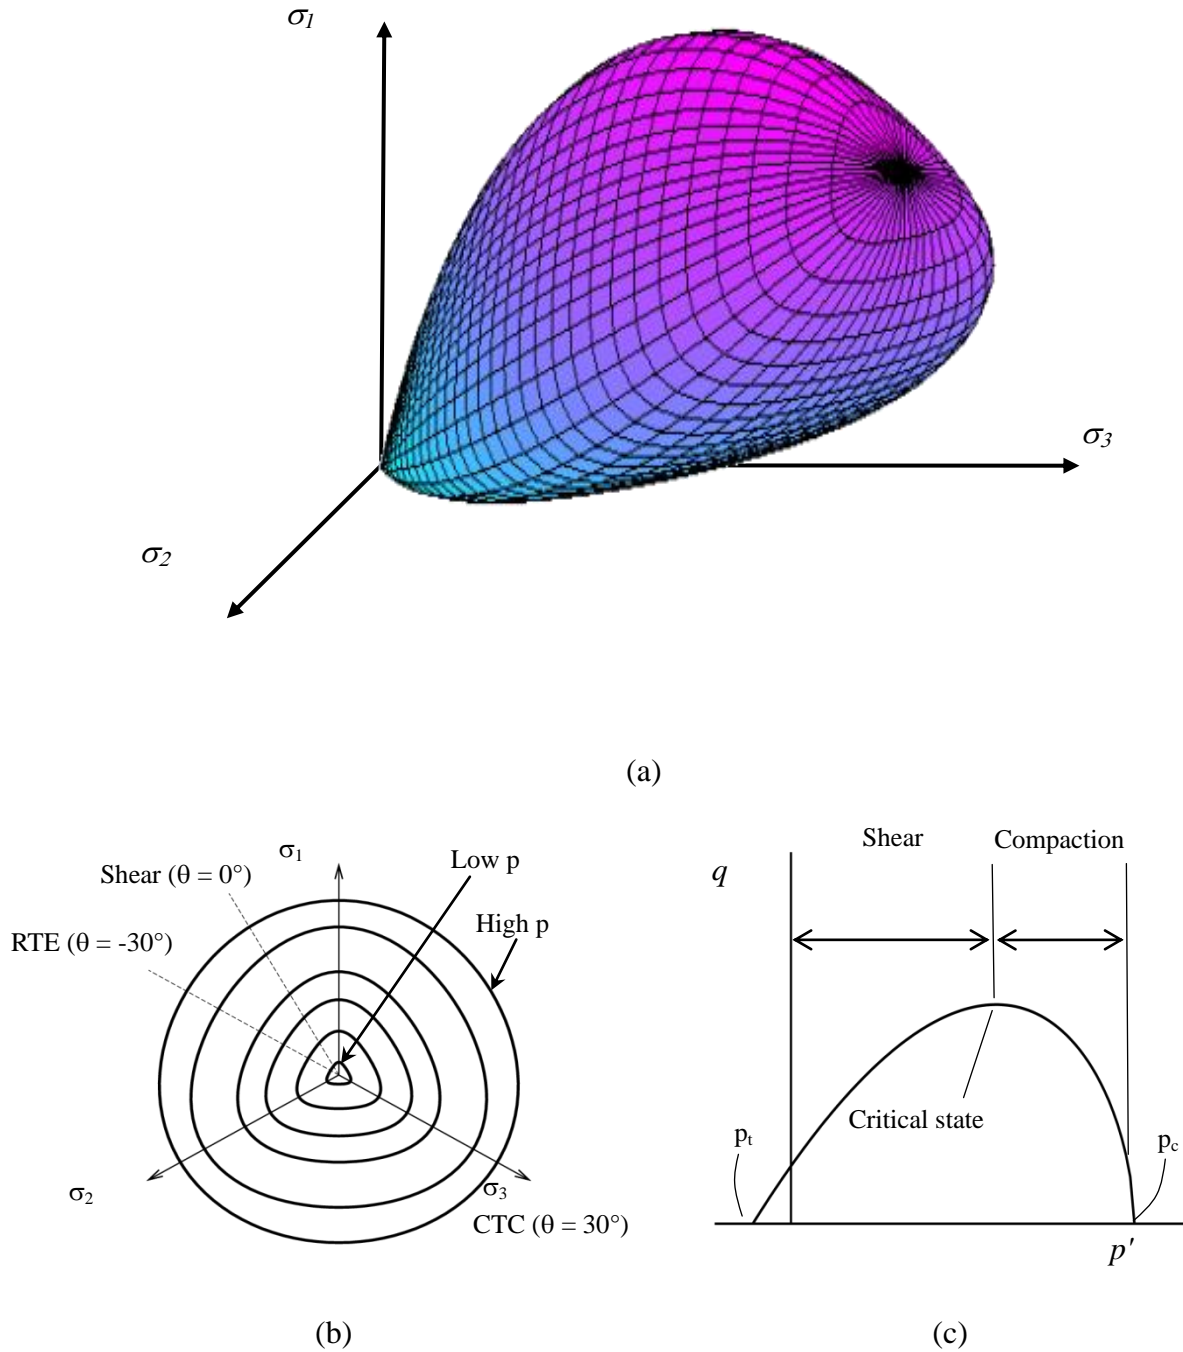 σ1
σ3
σ2
(a)
σ1
Low p
Shear (θ = 0°)
High p
RTE (θ = -30°)
σ2
σ3
CTC (θ = 30°)
(b)
Shear
Compaction
q
Critical state
pt
pc
p'
(c)